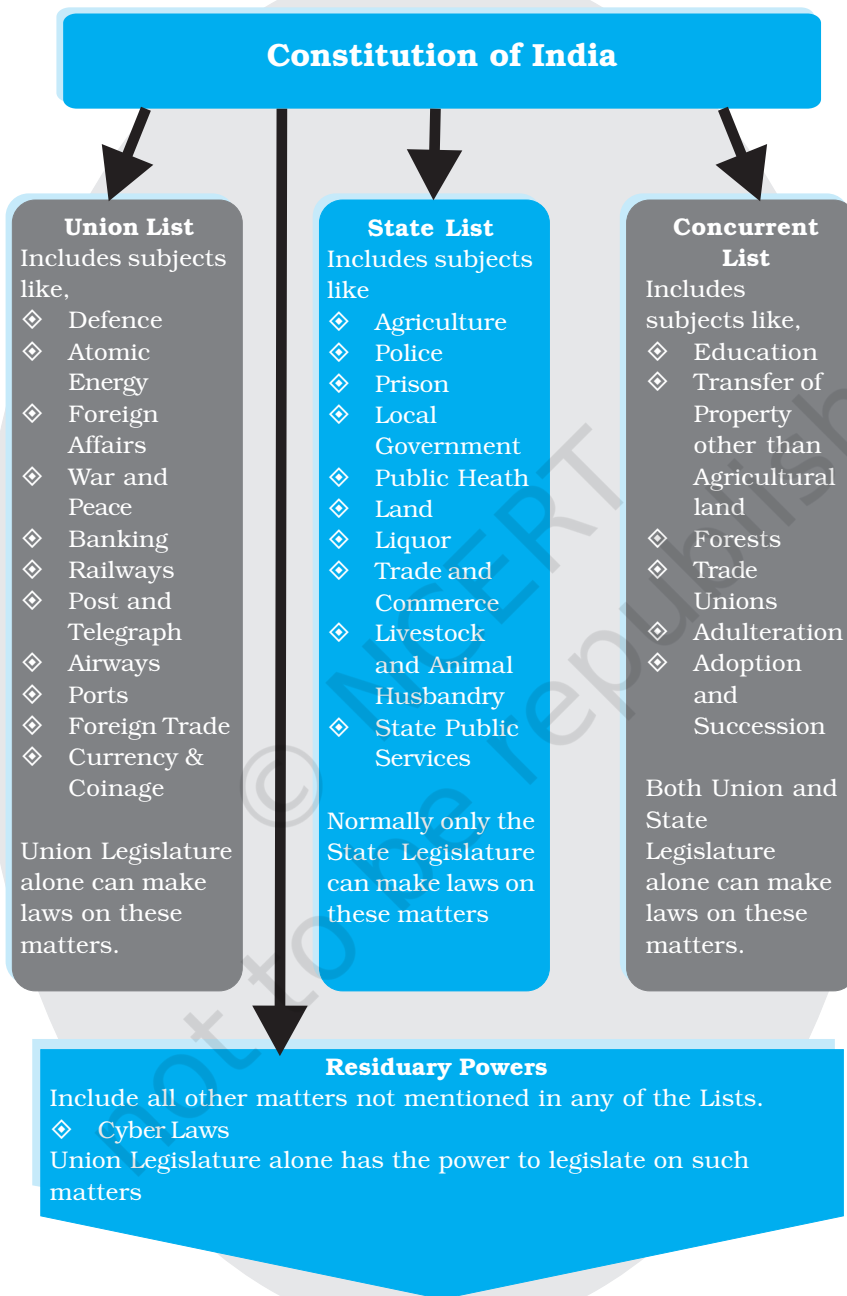 Constitution of India
Union List
Includes subjects
like,
Defence
Atomic
Energy
Foreign
Affairs
War and
Peace
Banking
Railways
Post and
Telegraph
Airways
Ports
Foreign Trade
Currency &
Coinage
Union Legislature
alone can make
laws on these
matters.
State List
Includes subjects
like
Agriculture
Police
Prison
Local
Government
Public Heath
Land
Liquor
Trade and
Commerce
Livestock
and Animal
Husbandry
State Public
Services
Normally only the
State Legislature
can make laws on
these matters
Concurrent
List
Includes
subjects like,
Education
Transfer of
Property
other than
Agricultural
land
Forests
Trade
Unions
Adulteration
Adoption
and
Succession
Both Union and
State
Legislature
alone can make
laws on these
matters.
Residuary Powers
Include all other matters not mentioned in any of the Lists.
Cyber Laws
Union Legislature alone has the power to legislate on such
matters
© NCERT
not to be republish